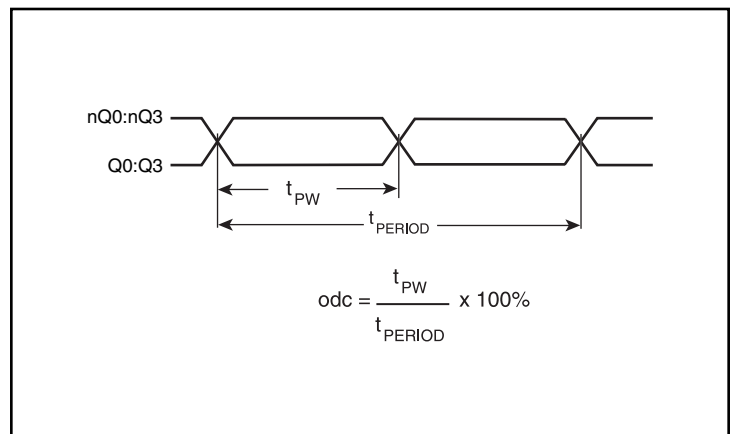 nQ0:nQ3
Q0:Q3
tPW
tPERIOD
odc = tPW / tPERIOD x 100%